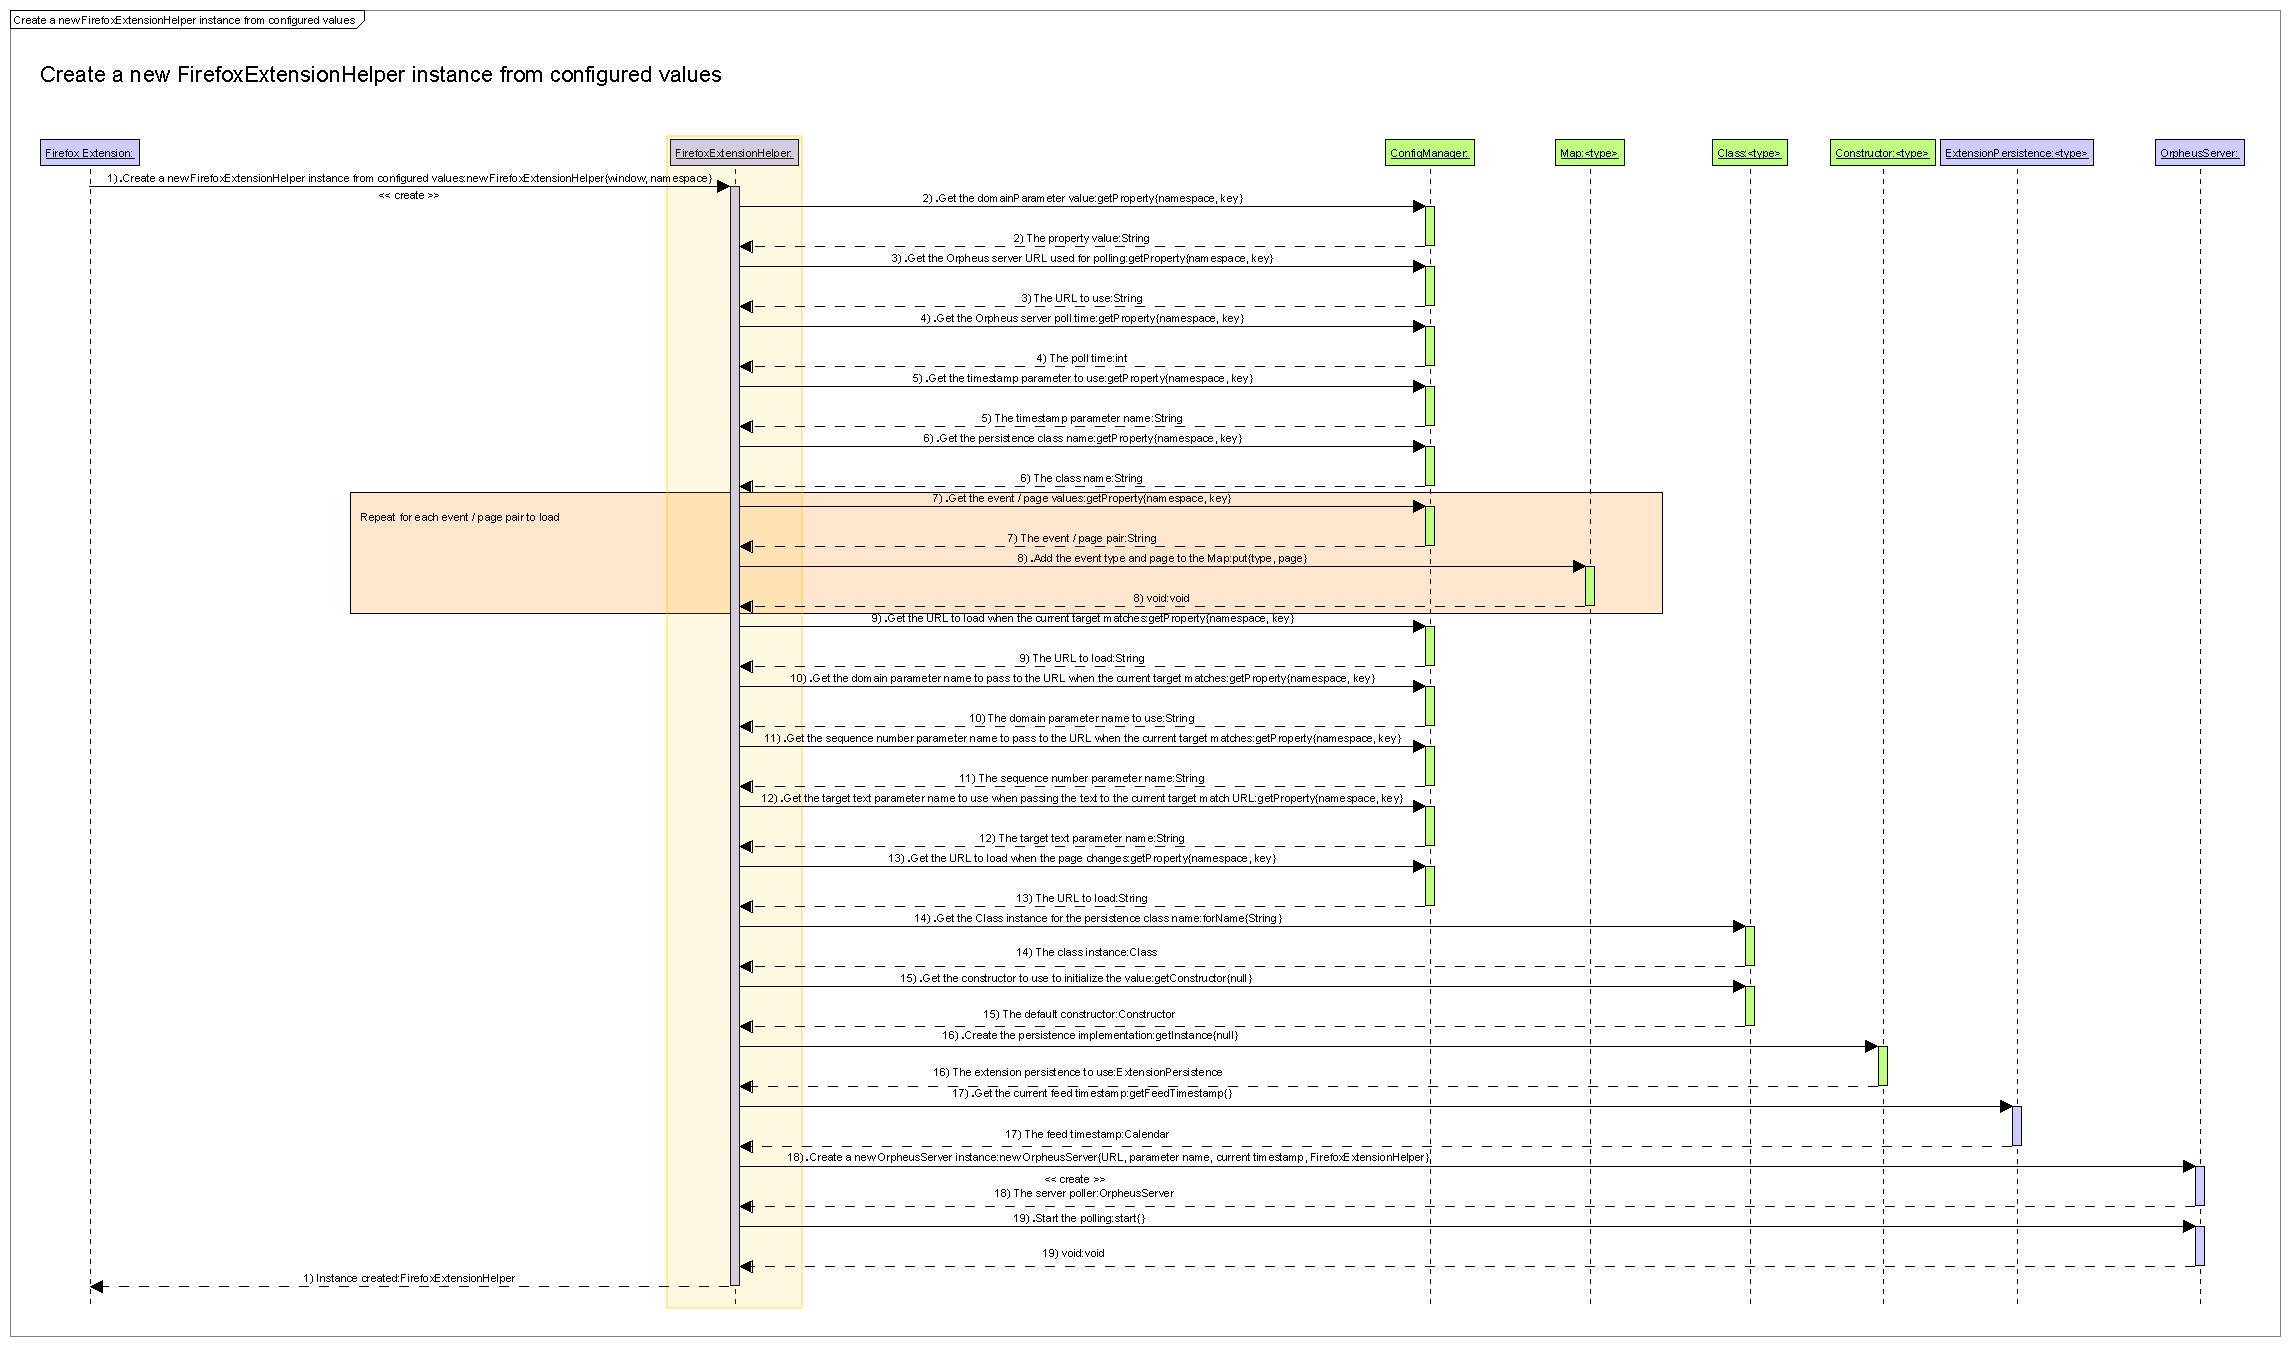 Create a new FirefoxExtensionHelper instance from configured values
Create a new FirefoxExtensionHelper instance from configured values
Firefox Extension:
FirefoxExtensionHelper:
ConfigManager:
Map:<type>
Class:<type>
Constructor:<type>
ExtensionPersistence:<type>
OrpheusServer:
1) .Create a new FirefoxExtensionHelper instance from configured values:new FirefoxExtensionHelper{window, namespace}
<< create >>
2) .Get the domainParameter value:getProperty{namespace, key}
2) The property value:String
3) .Get the Orpheus server URL used for polling:getProperty{namespace, key}
3) The URL to use:String
4) .Get the Orpheus server poll time:getProperty{namespace, key}
4) The poll time:int
5) .Get the timestamp parameter to use:getProperty{namespace, key}
5) The timestamp parameter name:String
6) .Get the persistence class name:getProperty{namespace, key}
6) The class name:String
7) .Get the event / page values:getProperty{namespace, key}
Repeat for each event / page pair to load
7) The event / page pair:String
8) .Add the event type and page to the Map:put{type, page}
8) void:void
9) .Get the URL to load when the current target matches:getProperty{namespace, key}
9) The URL to load:String
10) .Get the domain parameter name to pass to the URL when the current target matches:getProperty{namespace, key}
10) The domain parameter name to use:String
11) .Get the sequence number parameter name to pass to the URL when the current target matches:getProperty{namespace, key}
11) The sequence number parameter name:String
12) .Get the target text parameter name to use when passing the text to the current target match URL:getProperty{namespace, key}
12) The target text parameter name:String
13) .Get the URL to load when the page changes:getProperty{namespace, key}
13) The URL to load:String
14) .Get the Class instance for the persistence class name:forName{String}
14) The class instance:Class
15) .Get the constructor to use to initialize the value:getConstructor{null}
15) The default constructor:Constructor
16) .Create the persistence implementation:getInstance{null}
16) The extension persistence to use:ExtensionPersistence
17) .Get the current feed timestamp:getFeedTimestamp{}
17) The feed timestamp:Calendar
18) .Create a new OrpheusServer instance:new OrpheusServer{URL, parameter name, current timestamp, FirefoxExtensionHelper}
<< create >>
18) The server poller:OrpheusServer
19) .Start the polling:start{}
19) void:void
1) Instance created:FirefoxExtensionHelper